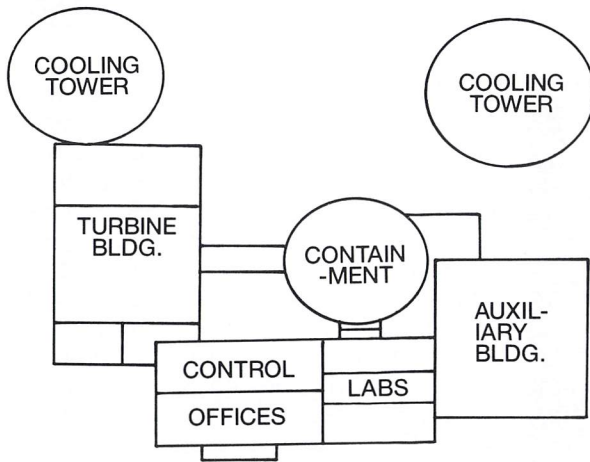 COOLING
TOWER
COOLING
TOWER
TURBINE
BLDG.
CONTAIN
-MENT
AUXIL-
IARY
BLDG.
CONTROL
LABS
OFFICES